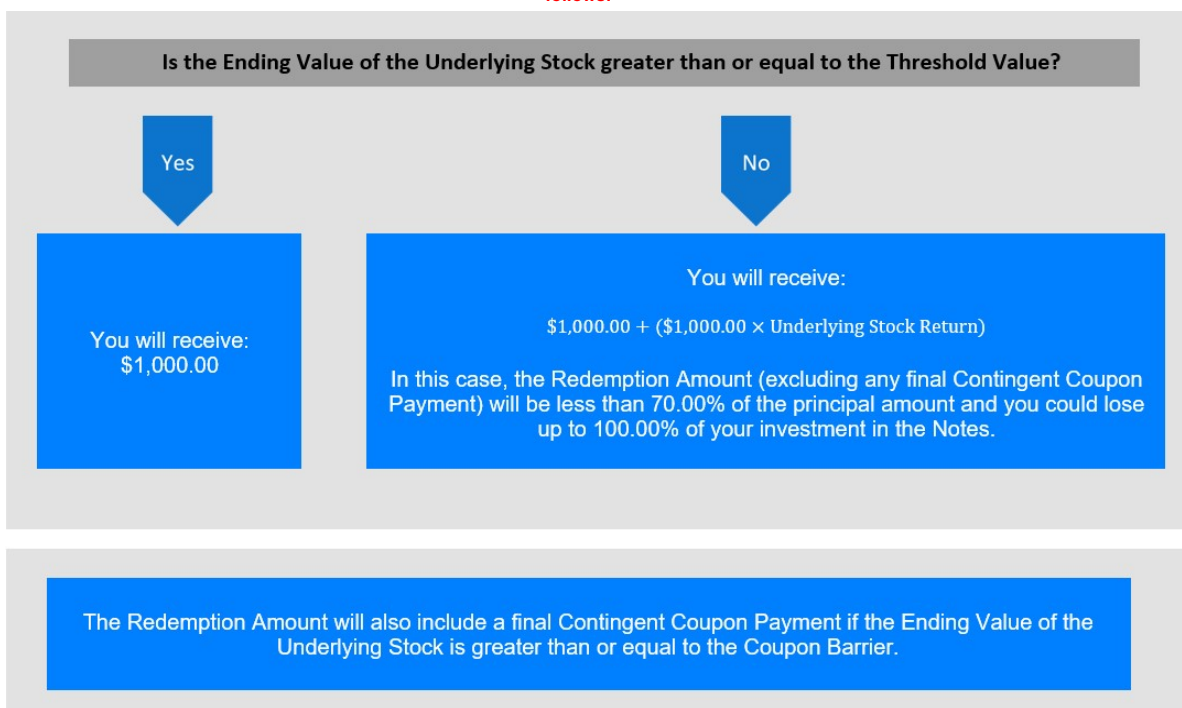 Is the Ending Value of the Underlying Stock greater than or equal to the Threshold Value?
Yes
No
You will receive:
$1,000.00
You will receive:
$1,000.00 + ($1,000.00 × Underlying Stock Return)
In this case, the Redemption Amount (excluding any final Contingent Coupon
Payment) will be less than 70.00% of the principal amount and you could lose
up to 100.00% of your investment in the Notes.
The Redemption Amount will also include a final Contingent Coupon Payment if the Ending Value of the
Underlying Stock is greater than or equal to the Coupon Barrier.